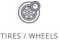 TIRES / WHEELS